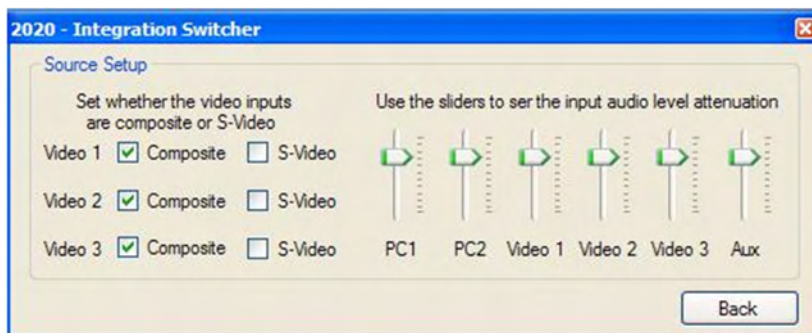 2020 - Integration Switcher
Source Setup
Set whether the video inputs
are composite or S-Video
Use the sliders to ser the input audio level attenuation
Video 1 Composite S-Video
Video 2 Composite S-Video
Video 3 Composite S-Video
PC1 PC2 Video 1 Video 2 Video 3 Aux
Back